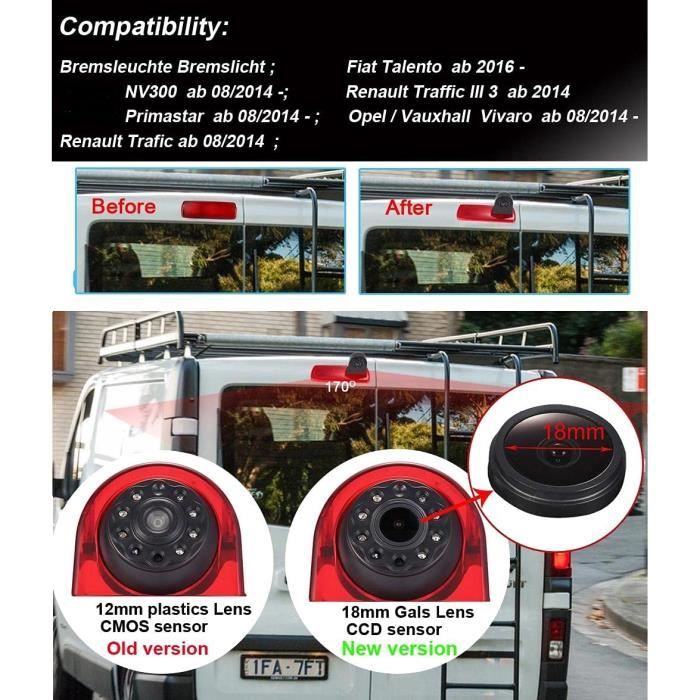 Compatibility:
Bremsleuchte Bremslicht ;
Fiat Talento ab 2016 -
NV300 ab 08/2014 -;
Renault Traffic III 3 ab 2014
Primastar ab 08/2014 - ;
Opel / Vauxhall Vivaro ab 08/2014 -
Renault Trafic ab 08/2014 ;
Before
After
170°
18mm
12mm plastics Lens
CMOS sensor
Old version
18mm Gals Lens
CCD sensor
New version
1FA-7FT